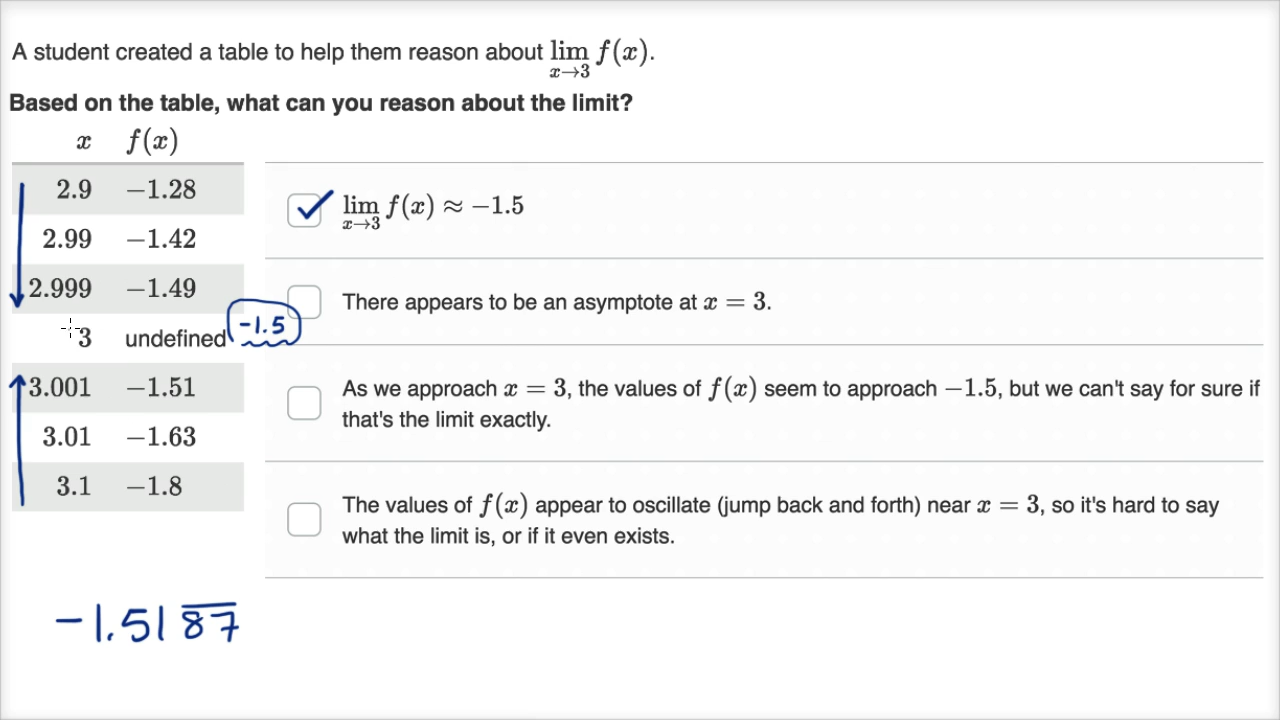 A student created a table to help them reason about lim f(x).
x→3
Based on the table, what can you reason about the limit?
x f(x)
2.9 −1.28
2.99 −1.42
2.999 −1.49
3 undefined
3.001 −1.51
3.01 −1.63
3.1 −1.8
-1.5
lim f(x) ≈ −1.5
x→3
There appears to be an asymptote at x = 3.
As we approach x = 3, the values of f(x) seem to approach −1.5, but we can't say for sure if
that's the limit exactly.
The values of f(x) appear to oscillate (jump back and forth) near x = 3, so it's hard to say
what the limit is, or if it even exists.
-1.5187